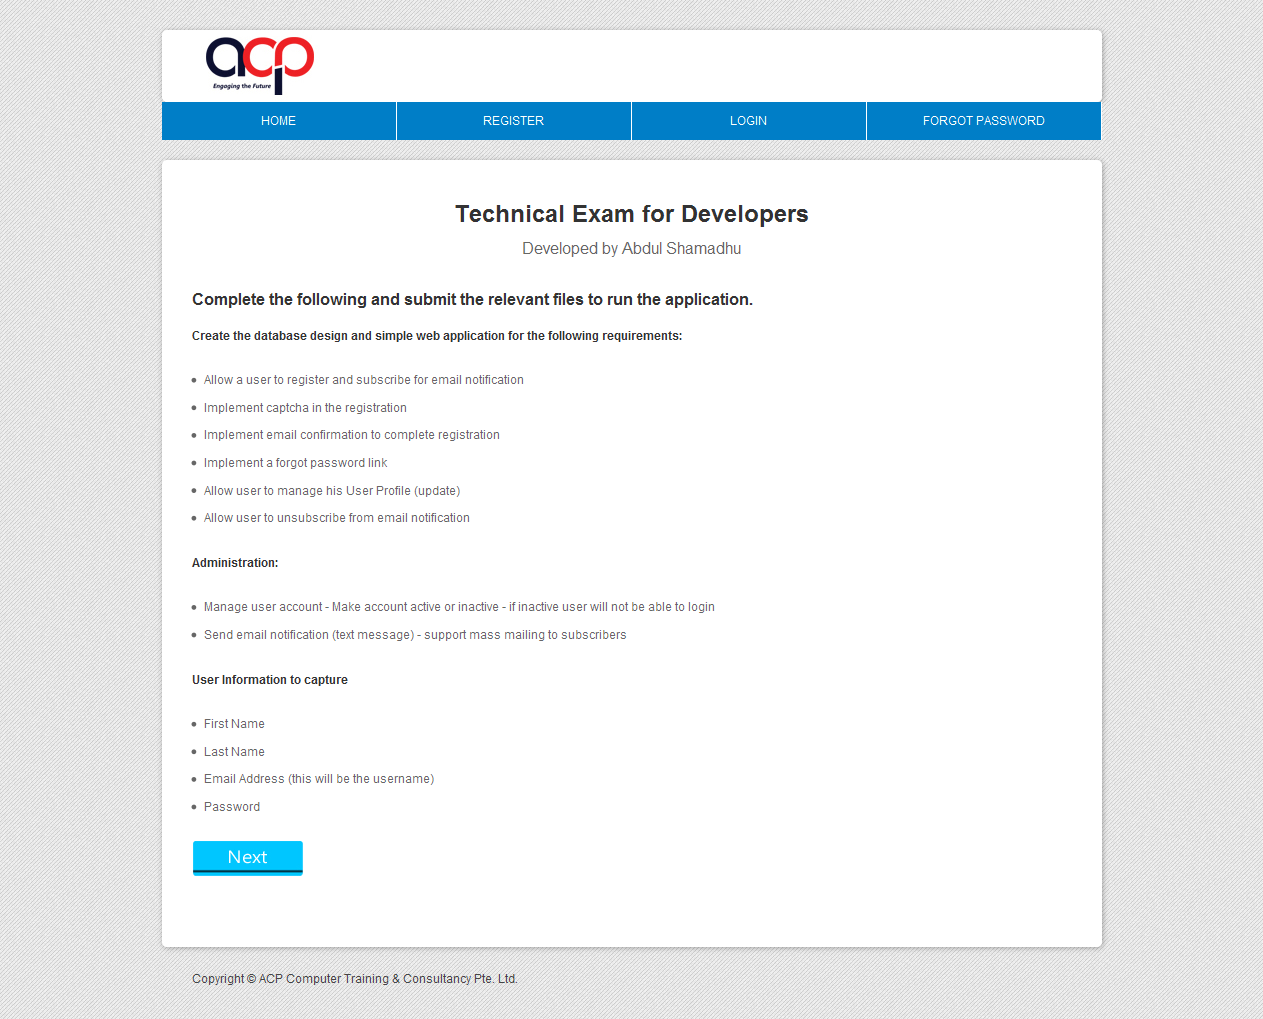 acp
Engaging the Future
HOME
REGISTER
LOGIN
FORGOT PASSWORD
Technical Exam for Developers
Developed by Abdul Shamadhu
Complete the following and submit the relevant files to run the application.
Create the database design and simple web application for the following requirements:
Allow a user to register and subscribe for email notification
Implement captcha in the registration
Implement email confirmation to complete registration
Implement a forgot password link
Allow user to manage his User Profile (update)
Allow user to unsubscribe from email notification
Administration:
Manage user account - Make account active or inactive - if inactive user will not be able to login
Send email notification (text message) - support mass mailing to subscribers
User Information to capture
First Name
Last Name
Email Address (this will be the username)
Password
Next
Copyright © ACP Computer Training & Consultancy Pte. Ltd.